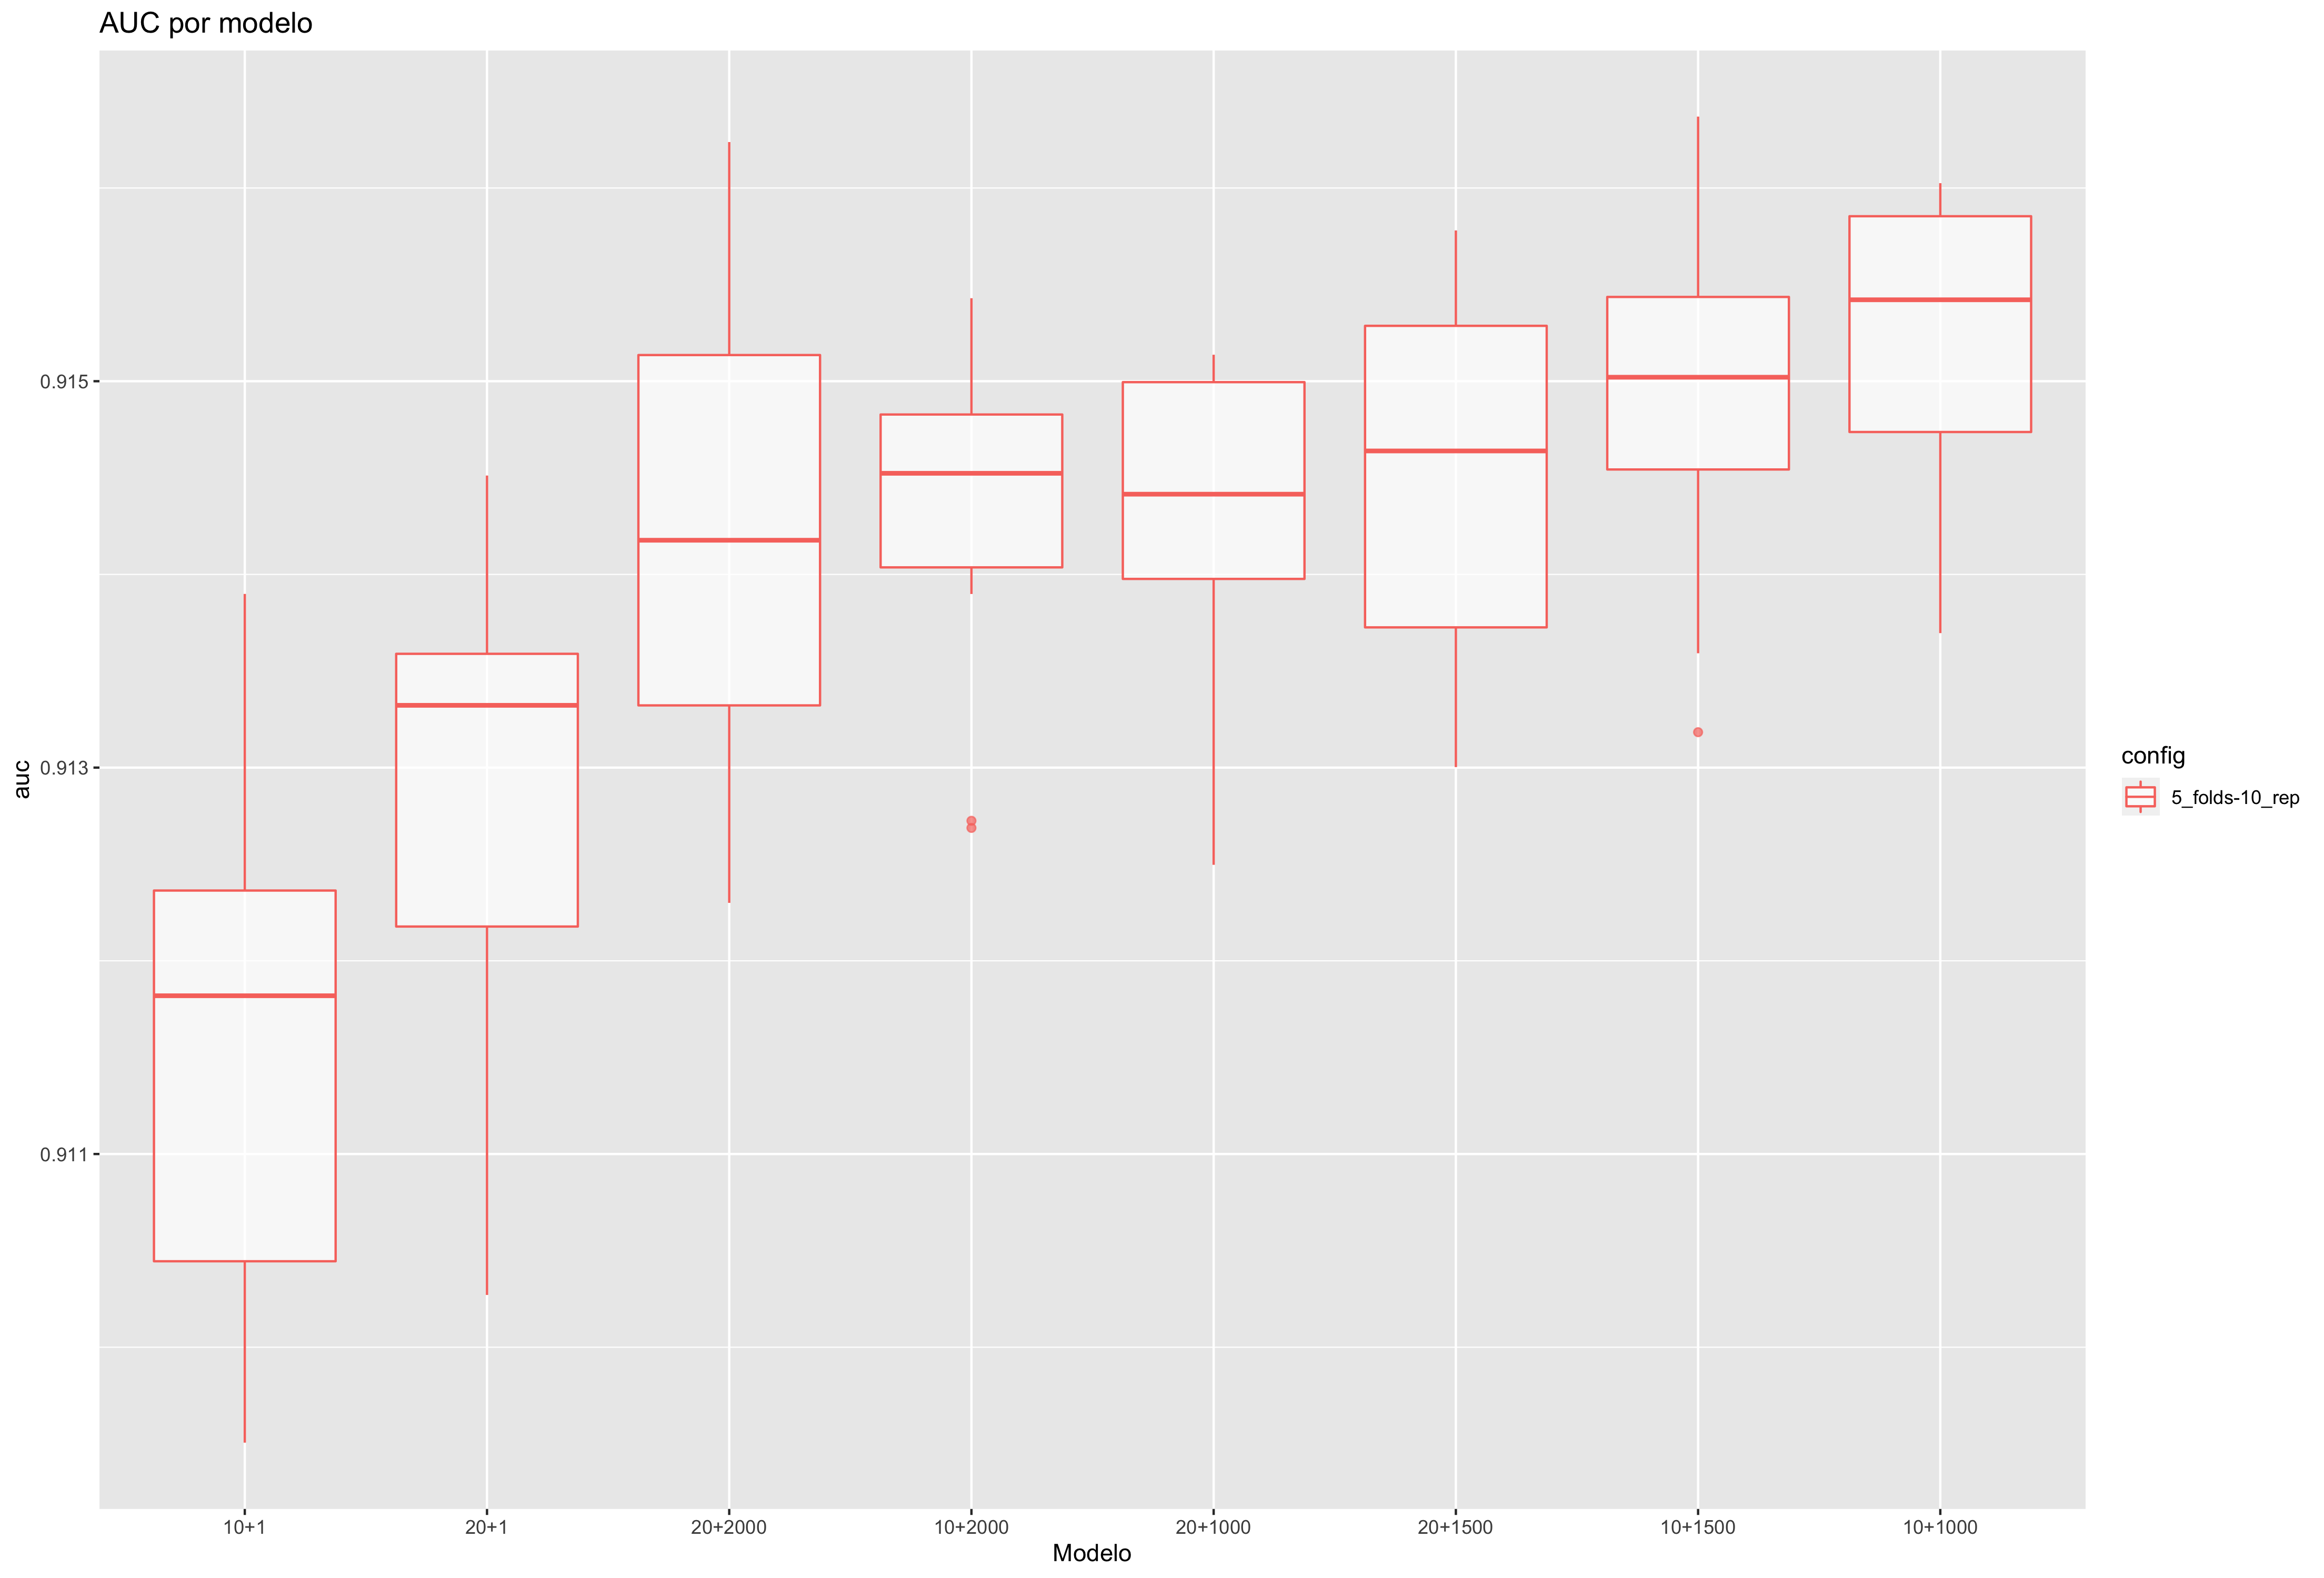 AUC por modelo
0.915
0.913
0.911
auc
10+1
20+1
20+2000
10+2000
20+1000
20+1500
10+1500
10+1000
Modelo
config
5_folds-10_rep